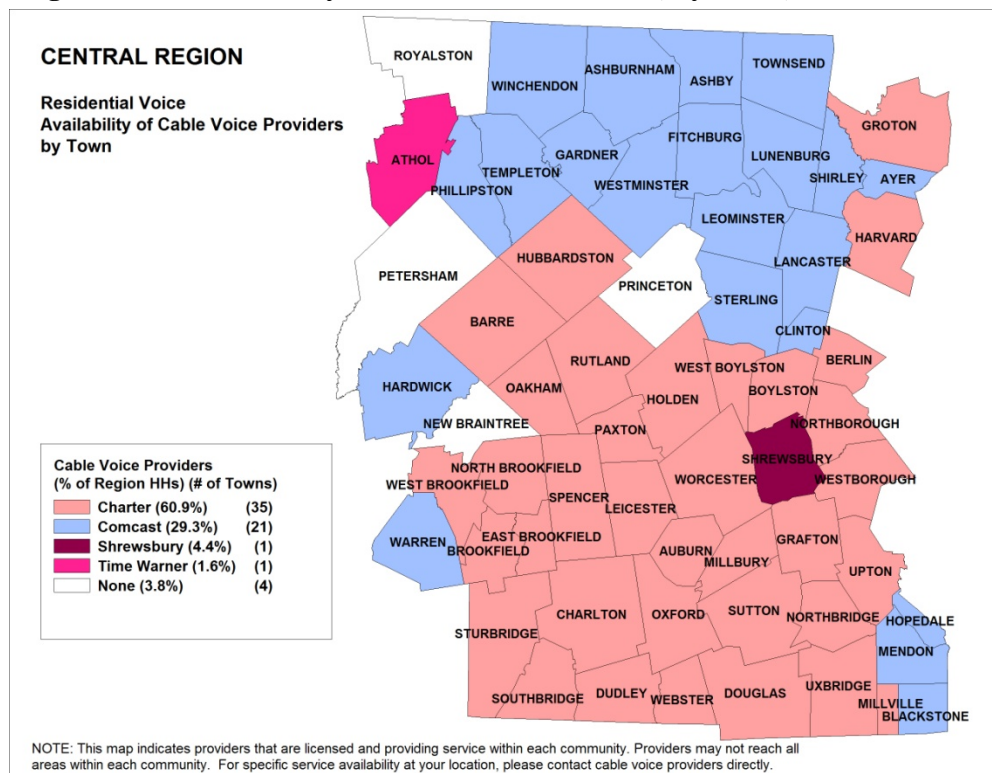 CENTRAL REGION
Residential Voice
Availability of Cable Voice Providers
by Town
ROYALSTON
WINCHENDON
ASHBURNHAM
ASHBY
TOWNSEND
GROTON
ATHOL
PHILLIPSTON
TEMPLETON
GARDNER
WESTMINSTER
FITCHBURG
LUNENBURG
SHIRLEY
AYER
LEOMINSTER
HARVARD
LANCASTER
PETERSHAM
HUBBARDSTON
PRINCETON
STERLING
CLINTON
BARRE
RUTLAND
WEST BOYLSTON
BERLIN
BOYLSTON
HARDWICK
OAKHAM
HOLDEN
NEW BRAINTREE
PAXTON
NORTHBOROUGH
SHREWSBURY
WESTBOROUGH
NORTH BROOKFIELD
WEST BROOKFIELD
SPENCER
LEICESTER
WORCESTER
WARREN
EAST BROOKFIELD
BROOKFIELD
AUBURN
MILLBURY
GRAFTON
UPTON
STURBRIDGE
CHARLTON
OXFORD
SUTTON
NORTHBRIDGE
HOPEDALE
MENDON
SOUTHBRIDGE
DUDLEY
WEBSTER
DOUGLAS
UXBRIDGE
MILLVILLE
BLACKSTONE
Cable Voice Providers
(% of Region HHs) (# of Towns)
Charter (60.9%) (35)
Comcast (29.3%) (21)
Shrewsbury (4.4%) (1)
Time Warner (1.6%) (1)
None (3.8%) (4)
NOTE: This map indicates providers that are licensed and providing service within each community. Providers may not reach all
areas within each community. For specific service availability at your location, please contact cable voice providers directly.